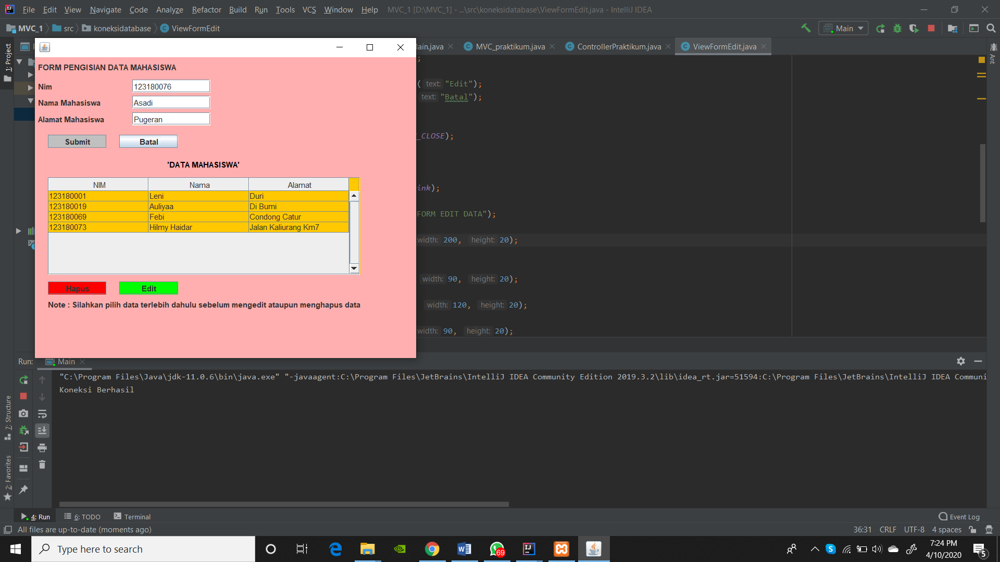 File Edit View Navigate Code Analyze Refactor Build Run Tools VCS Window Help MVC_1 [D:\MVC_1] - ...\src\koneksidatabase\ViewFormEdit.java - IntelliJ IDEA
MVC_1 src koneksidatabase ViewFormEdit Main
1: Project
ain.java MVC_praktikum.java ControllerPraktikum.java ViewFormEdit.java
Ant
FORM PENGISIAN DATA MAHASISWA
Nim 123180076
Nama Mahasiswa Asadi
Alamat Mahasiswa Pugeran
Submit Batal
'DATA MAHASISWA'
NIM Nama Alamat
123180001 Leni Duri
123180019 Auliyaa Di Bumi
123180069 Febi Condong Catur
123180073 Hilmy Haidar Jalan Kaliurang Km7
Hapus Edit
Note : Silahkan pilih data terlebih dahulu sebelum mengedit ataupun menghapus data
;
( text: "Edit");
text: "Batal");
_CLOSE);
ink);
FORM EDIT DATA");
width: 200, height: 20);
width: 90, height: 20);
width: 120, height: 20);
width: 90, height: 20);
Run: Main
"C:\Program Files\Java\jdk-11.0.6\bin\java.exe" "-javaagent:C:\Program Files\JetBrains\IntelliJ IDEA Community Edition 2019.3.2\lib\idea_rt.jar=51594:C:\Program Files\JetBrains\IntelliJ IDEA Communi
Koneksi Berhasil
7: Structure
2: Favorites
4: Run 6: TODO Terminal Event Log
All files are up-to-date (moments ago) 36:31 CRLF UTF-8 4 spaces
Type here to search
69
7:24 PM
4/10/2020
5